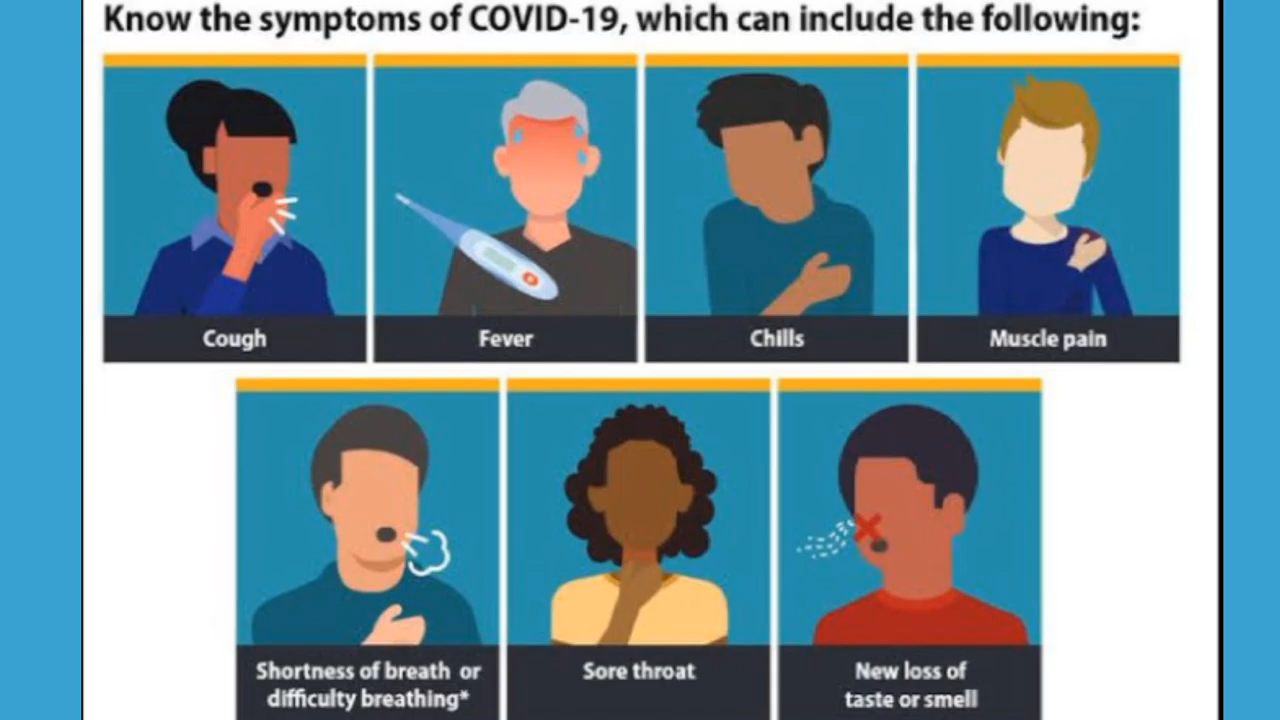 Know the symptoms of COVID-19, which can include the following:
Cough
Fever
Chills
Muscle pain
Shortness of breath or
difficulty breathing*
Sore throat
New loss of
taste or smell